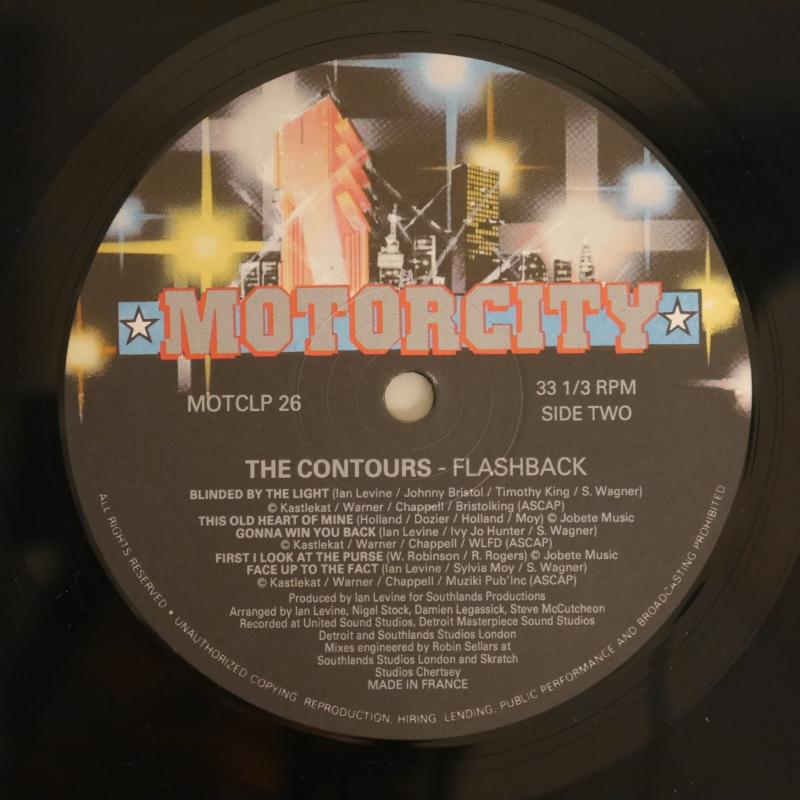 MOTORCITY
MOTCLP 26
33 1/3 RPM
SIDE TWO
THE CONTOURS - FLASHBACK
BLINDED BY THE LIGHT (Ian Levine / Johnny Bristol / Timothy King / S. Wagner)
© Kastlekat / Warner / Chappell / Bristolking (ASCAP)
THIS OLD HEART OF MINE (Holland / Dozier / Holland / Moy) © Jobete Music
GONNA WIN YOU BACK (Ian Levine / Ivy Jo Hunter / S. Wagner)
© Kastlekat / Warner / Chappell / WLFD (ASCAP)
FIRST I LOOK AT THE PURSE (W. Robinson / R. Rogers) © Jobete Music
FACE UP TO THE FACT (Ian Levine / Sylvia Moy / S. Wagner)
© Kastlekat / Warner / Chappell / Muziki Pub'Inc (ASCAP)
Produced by Ian Levine for Southlands Productions
Arranged by Ian Levine, Nigel Stock, Damien Legassick, Steve McCutcheon
Recorded at United Sound Studios, Detroit Masterpiece Sound Studios
Detroit and Southlands Studios London
Mixes engineered by Robin Sellars at
Southlands Studios London and Skratch
Studios Chertsey
MADE IN FRANCE
ALL RIGHTS RESERVED • UNAUTHORIZED COPYING REPRODUCTION, HIRING. LENDING. PUBLIC PERFORMANCE AND BROADCASTING PROHIBITED